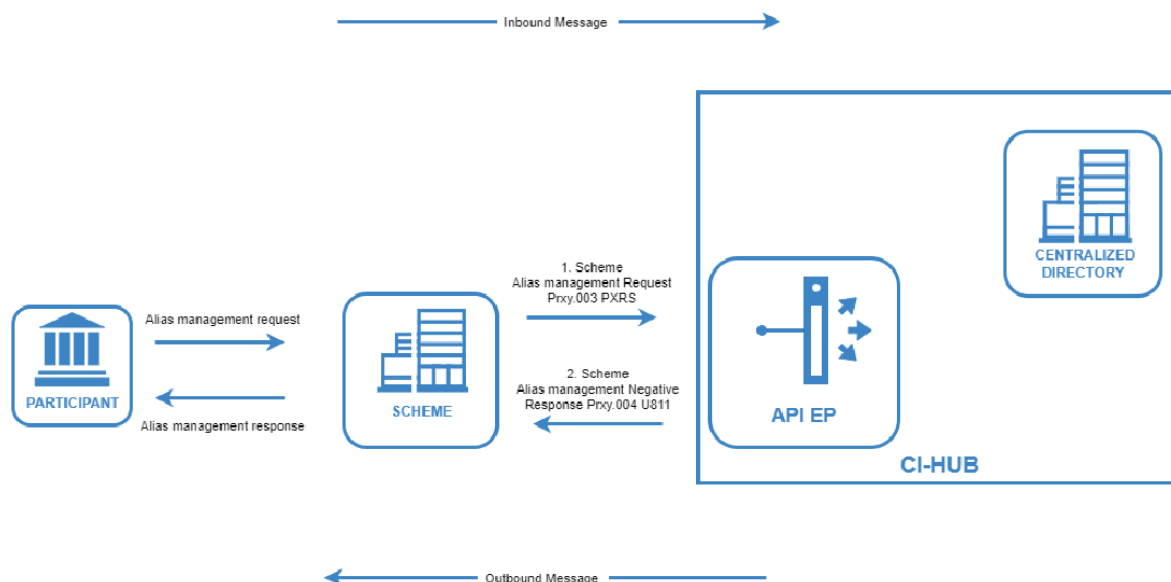 Inbound Message
CENTRALIZED
DIRECTORY
1. Scheme
Alias management Request
Prxy.003 PXRS
Alias management request
2. Scheme
Alias management Negative
Response Prxy.004 U811
PARTICIPANT
SCHEME
API EP
Alias management response
CI-HUB
Outbound Message